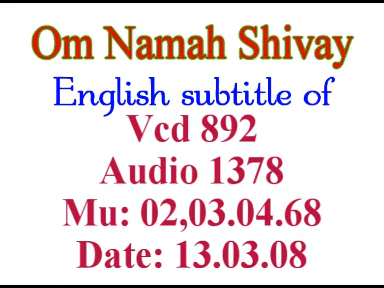 Om Namah Shivay
English subtitle of
Vcd 892
Audio 1378
Mu: 02,03.04.68
Date: 13.03.08